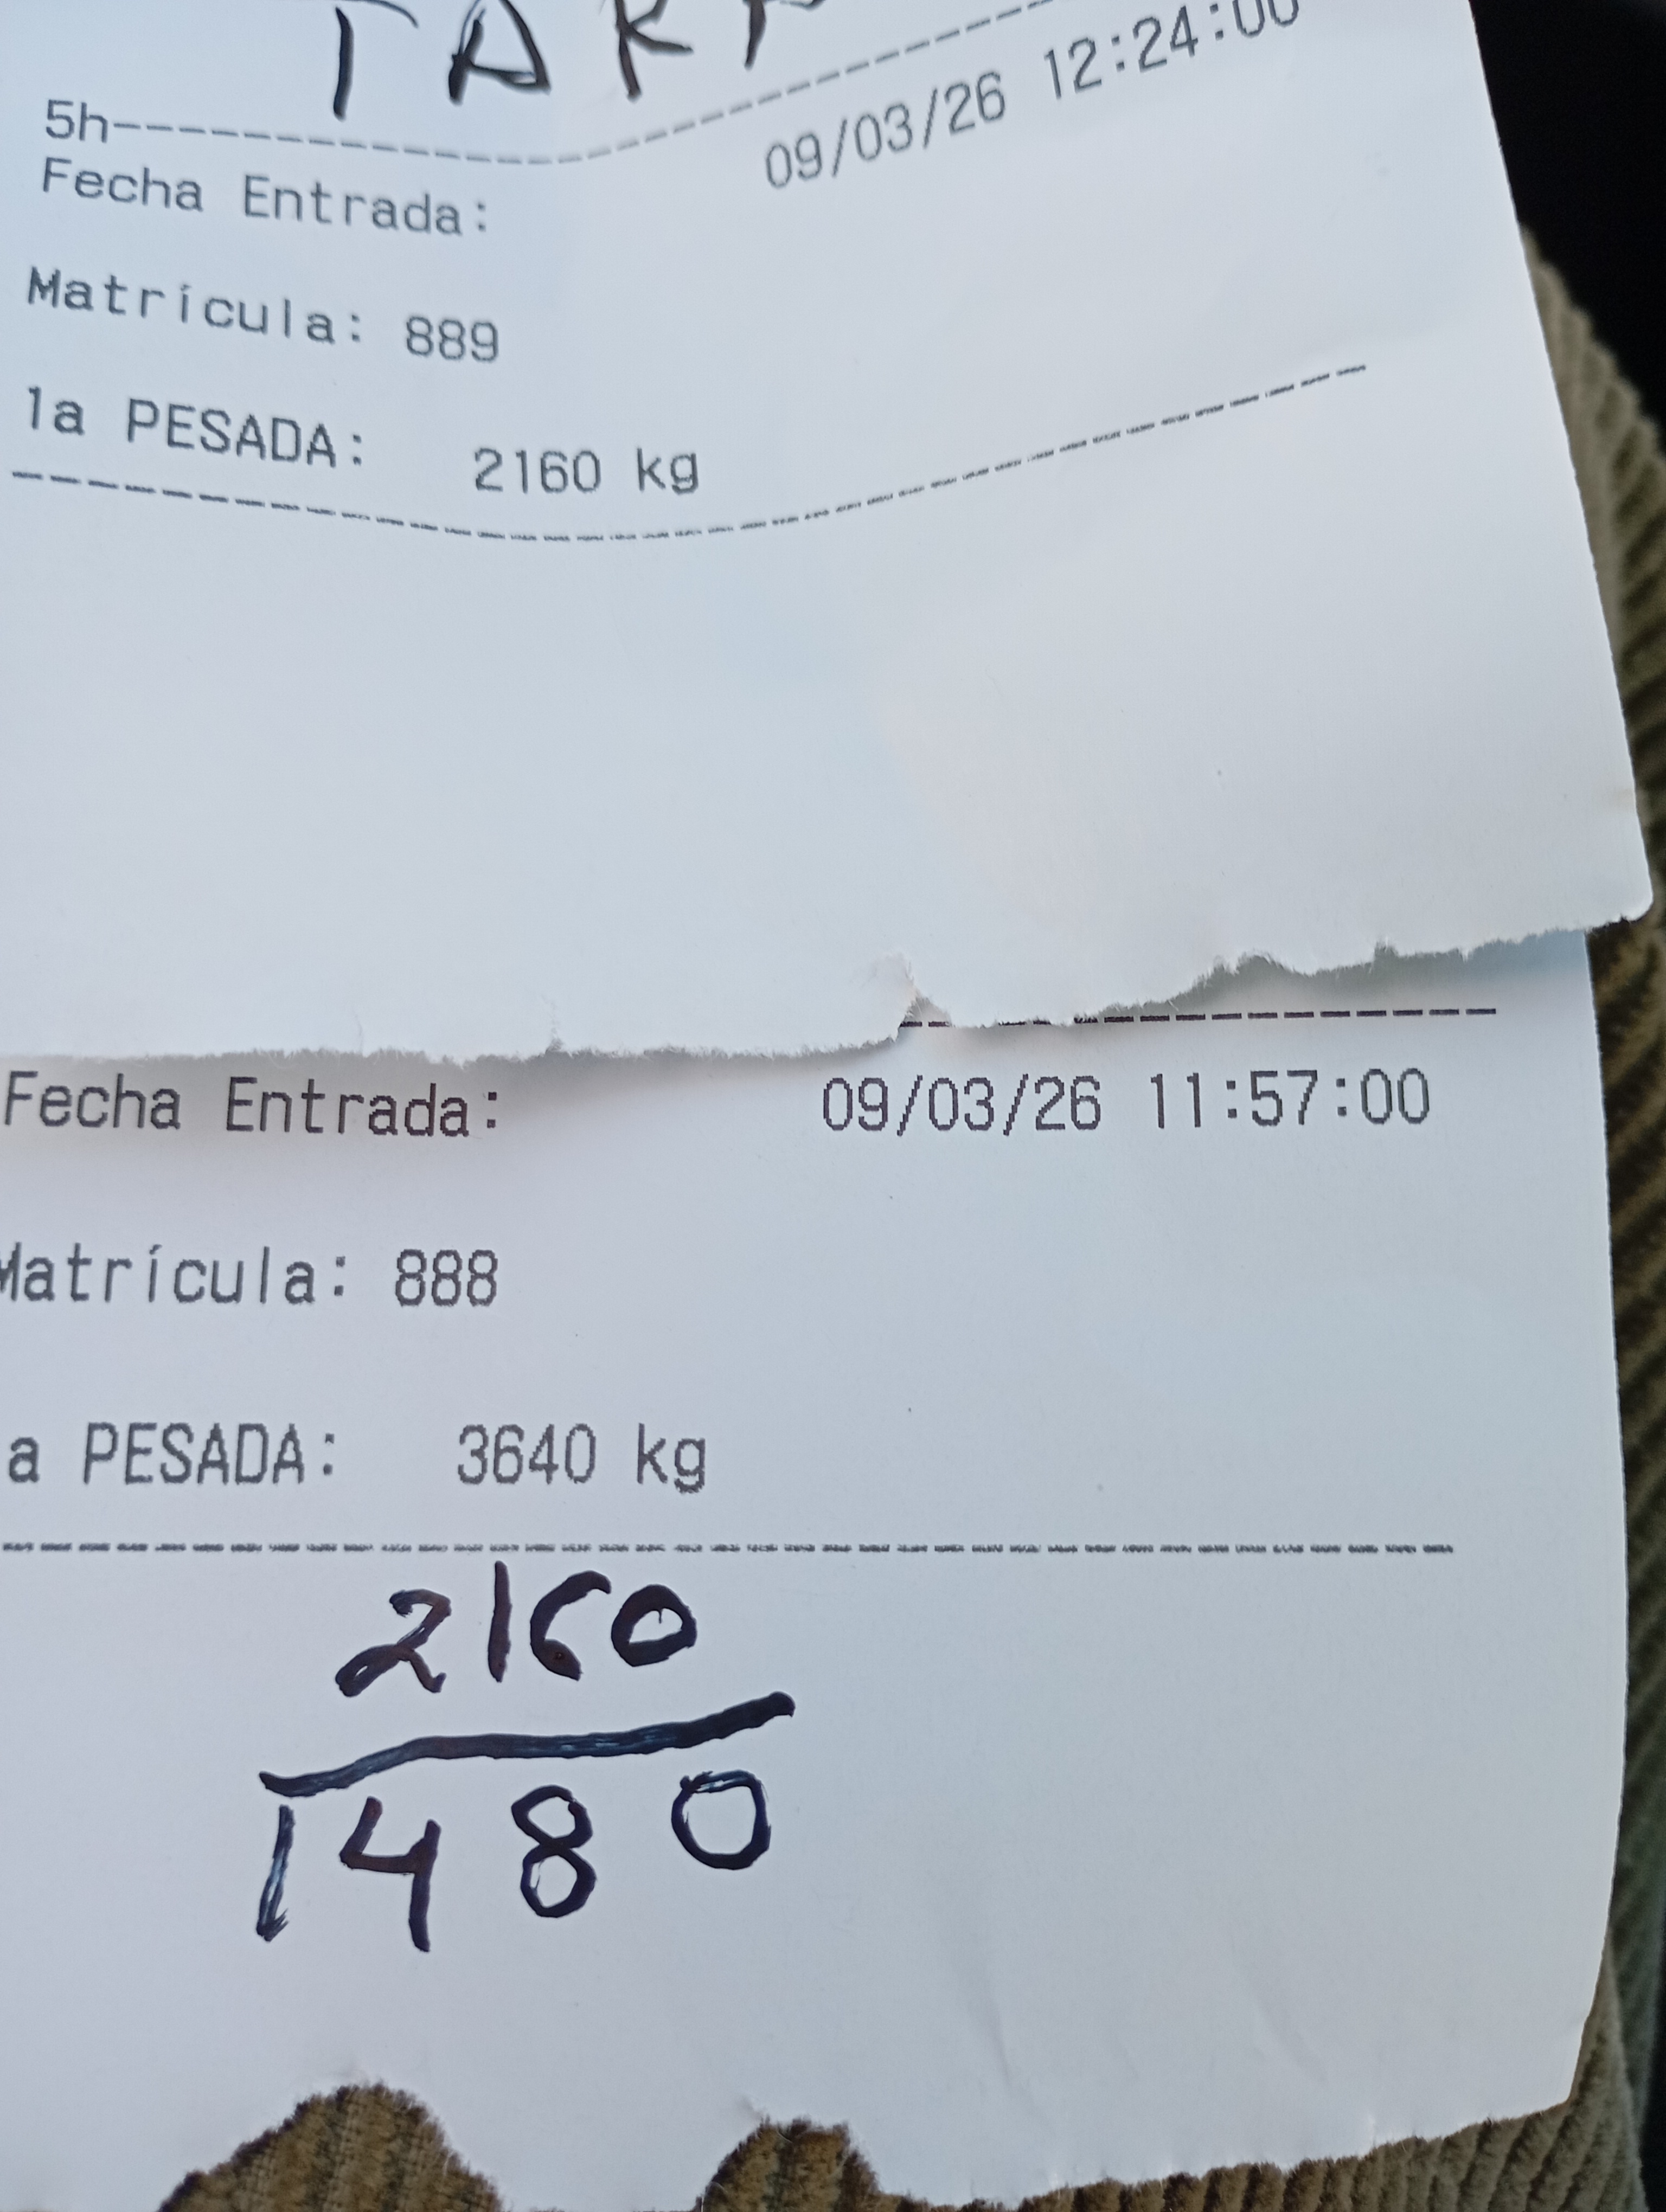 5h
Fecha Entrada: 09/03/26 12:24:00
Matrícula: 889
1a PESADA: 2160 kg
Fecha Entrada: 09/03/26 11:57:00
Matrícula: 888
a PESADA: 3640 kg
2160
1480